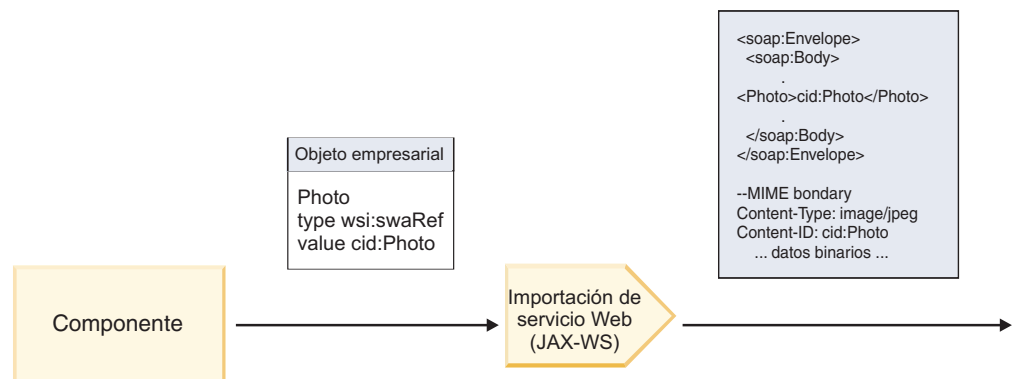 <soap:Envelope>
<soap:Body>
.
<Photo>cid:Photo</Photo>
.
</soap:Body>
</soap:Envelope>
--MIME bondary
Content-Type: image/jpeg
Content-ID: cid:Photo
... datos binarios ...
Objeto empresarial
Photo
type wsi:swaRef
value cid:Photo
Componente
Importación de
servicio Web
(JAX-WS)